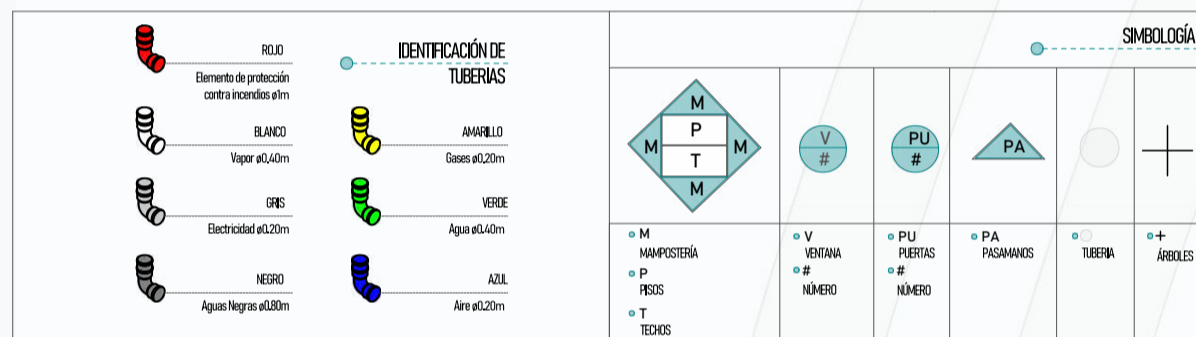 IDENTIFICACIÓN DE
TUBERIAS
ROJO
Elemento de protección
contra incendios ø1m
BLANCO
Vapor ø0,40m
GRIS
Electricidad ø0.20m
NEGRO
Aguas Negras ø0.80m
AMARILLO
Gases ø0,20m
VERDE
Agua ø0.40m
AZUL
Aire ø0.20m
SIMBOLOGÍA
M
P
M
M
T
M
V
#
PU
#
PA
M
MAMPOSTERÍA
P
PISOS
T
TECHOS
V
VENTANA
#
NÚMERO
PU
PUERTAS
#
NÚMERO
PA
PASAMANOS
TUBERIA
+
ÁRBOLES